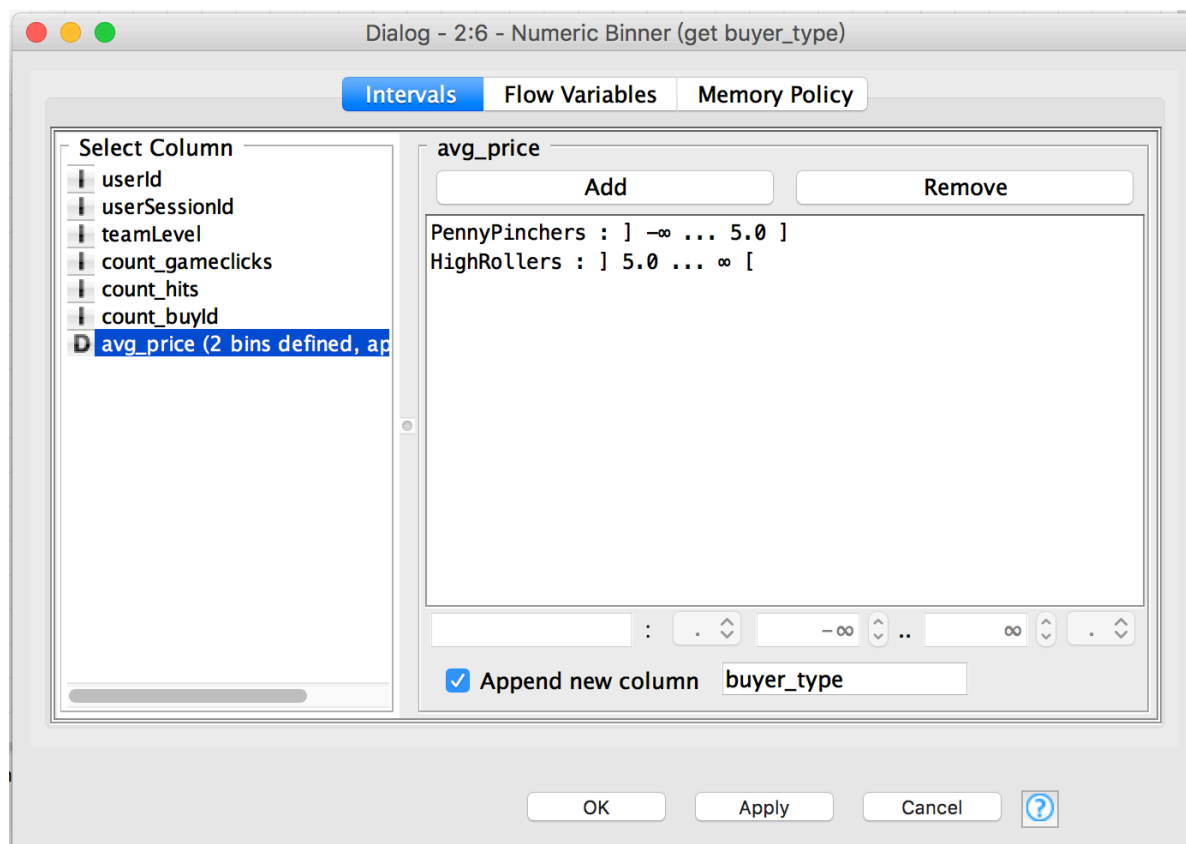 Dialog - 2:6 - Numeric Binner (get buyer_type)
Intervals
Flow Variables
Memory Policy
Select Column
I userId
I userSessionId
I teamLevel
I count_gameclicks
I count_hits
I count_buyId
D avg_price (2 bins defined, ap
avg_price
Add
Remove
PennyPinchers : ] -∞ ... 5.0 ]
HighRollers : ] 5.0 ... ∞ [
: . -∞ .. ∞ .
Append new column buyer_type
OK
Apply
Cancel
?